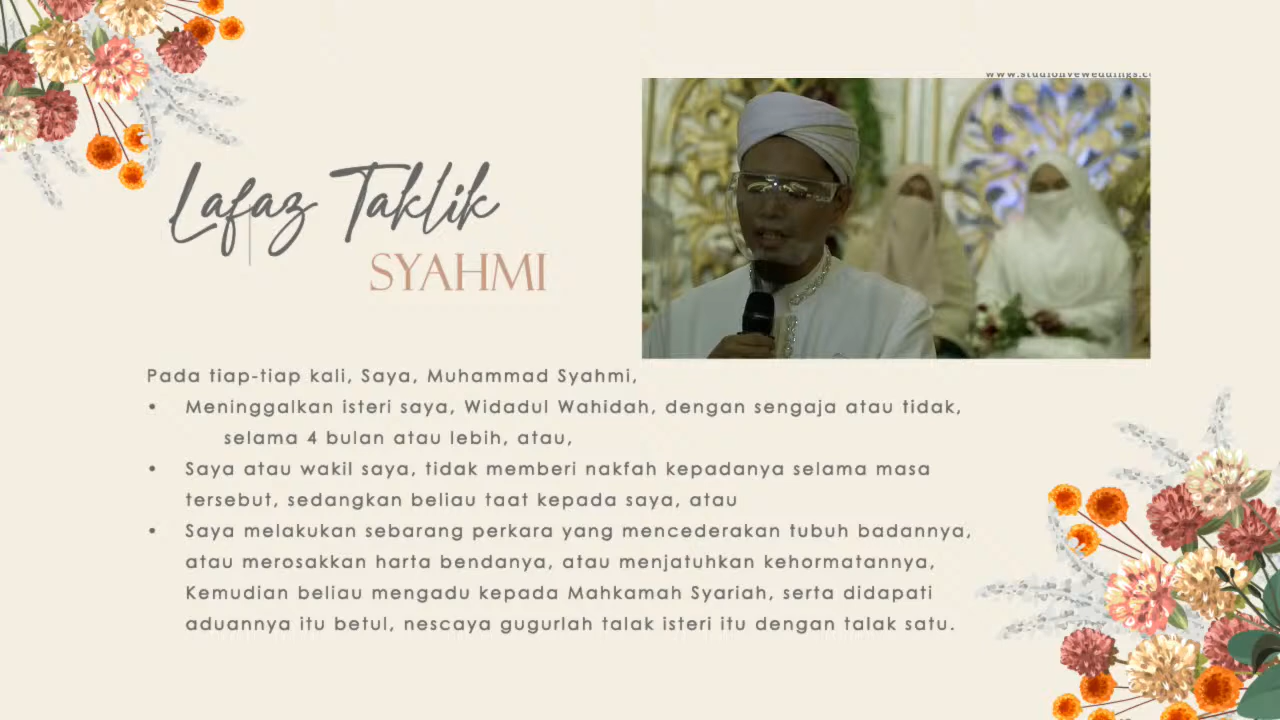 www.studionveweddings.c
Lafaz Taklik
SYAHMI
Pada tiap-tiap kali, Saya, Muhammad Syahmi,
• Meninggalkan isteri saya, Widadul Wahidah, dengan sengaja atau tidak,
selama 4 bulan atau lebih, atau,
• Saya atau wakil saya, tidak memberi nakfah kepadanya selama masa
tersebut, sedangkan beliau taat kepada saya, atau
• Saya melakukan sebarang perkara yang mencederakan tubuh badannya,
atau merosakkan harta bendanya, atau menjatuhkan kehormatannya,
Kemudian beliau mengadu kepada Mahkamah Syariah, serta didapati
aduannya itu betul, nescaya gugurlah talak isteri itu dengan talak satu.